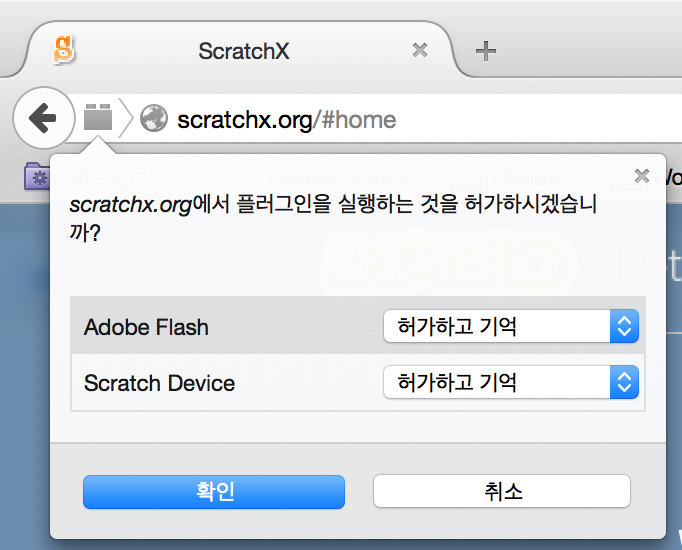 ScratchX
scratchx.org/#home
scratchx.org에서 플러그인을 실행하는 것을 허가하시겠습니
까?
Adobe Flash
허가하고 기억
Scratch Device
허가하고 기억
확인
취소